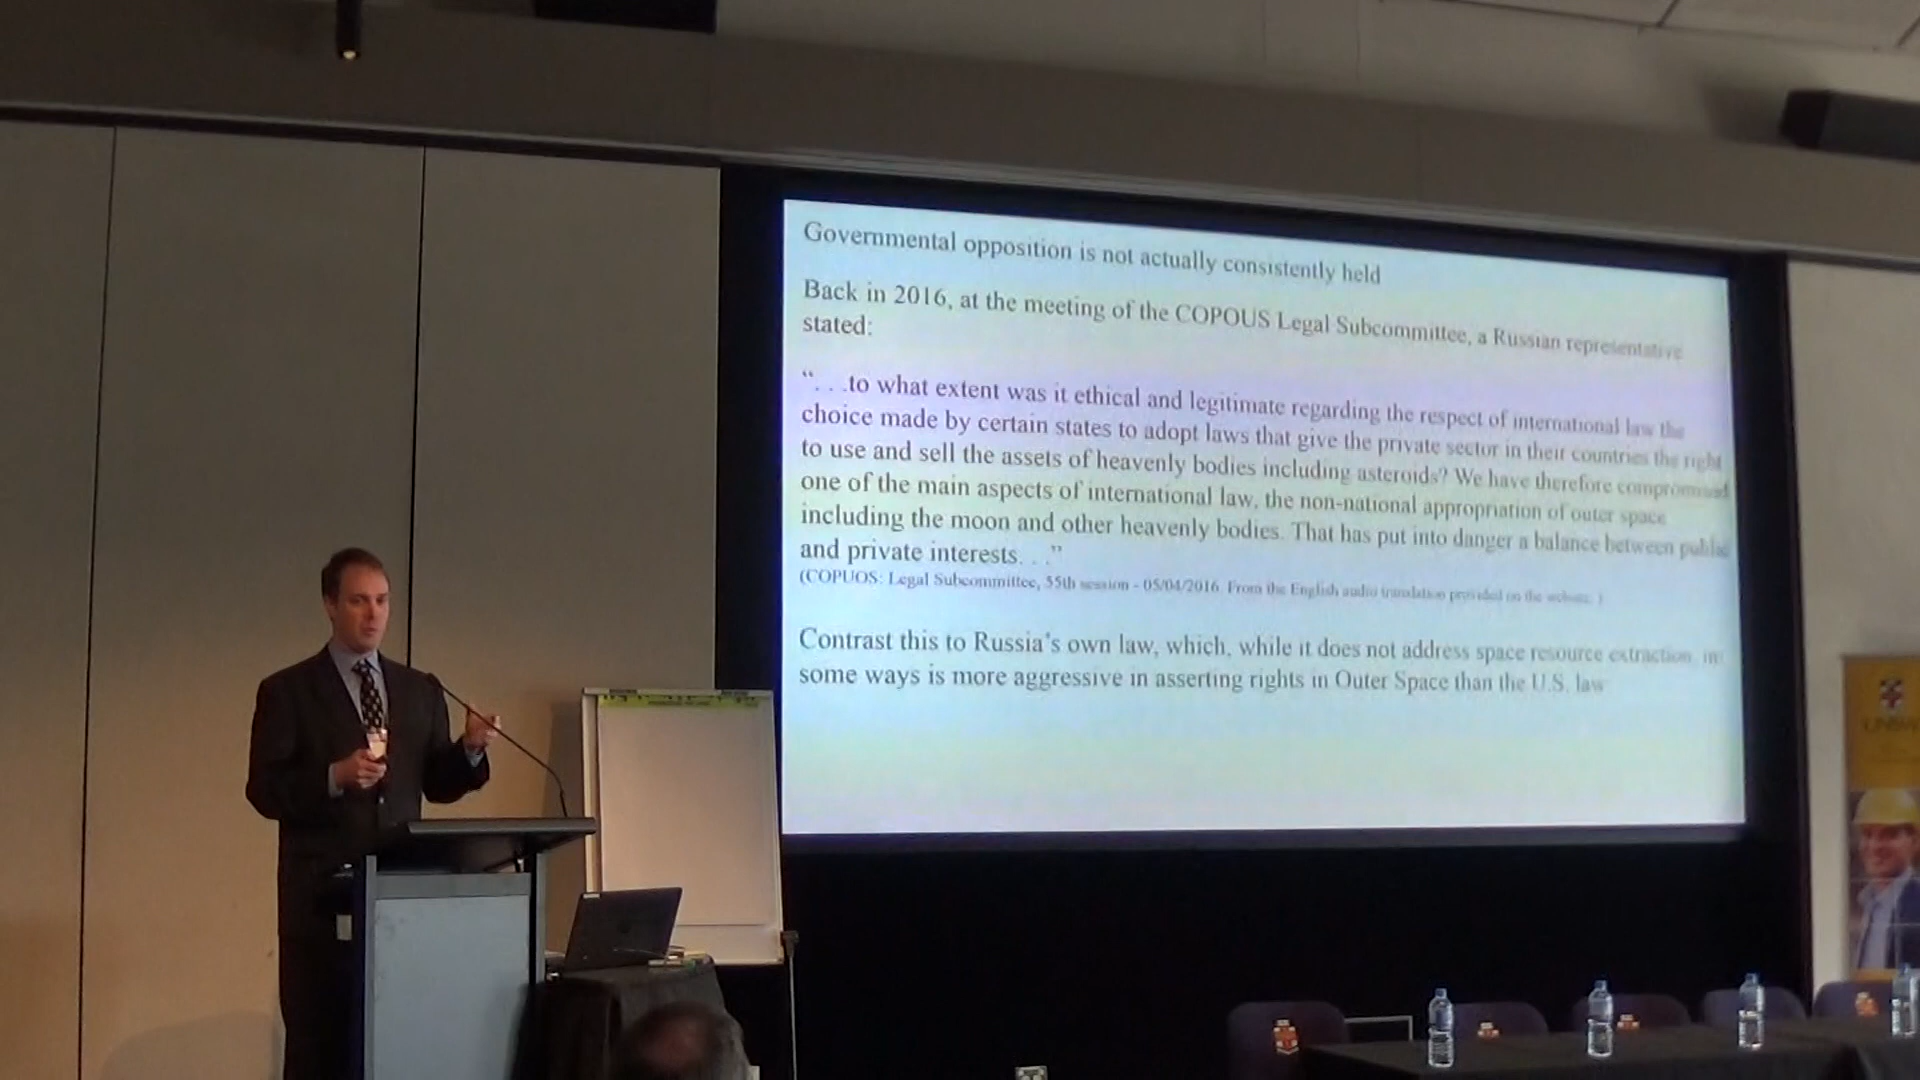 Governmental opposition is not actually consistently held
Back in 2016, at the meeting of the COPOUS Legal Subcommittee, a Russian representative
stated:
“. . .to what extent was it ethical and legitimate regarding the respect of international law the
choice made by certain states to adopt laws that give the private sector in their countries the right
to use and sell the assets of heavenly bodies including asteroids? We have therefore compromised
one of the main aspects of international law, the non-national appropriation of outer space
including the moon and other heavenly bodies. That has put into danger a balance between public
and private interests. . .”
(COPUOS: Legal Subcommittee, 55th session - 05/04/2016. From the English audio translation provided on the website. )
Contrast this to Russia's own law, which, while it does not address space resource extraction, in
some ways is more aggressive in asserting rights in Outer Space than the U.S. law